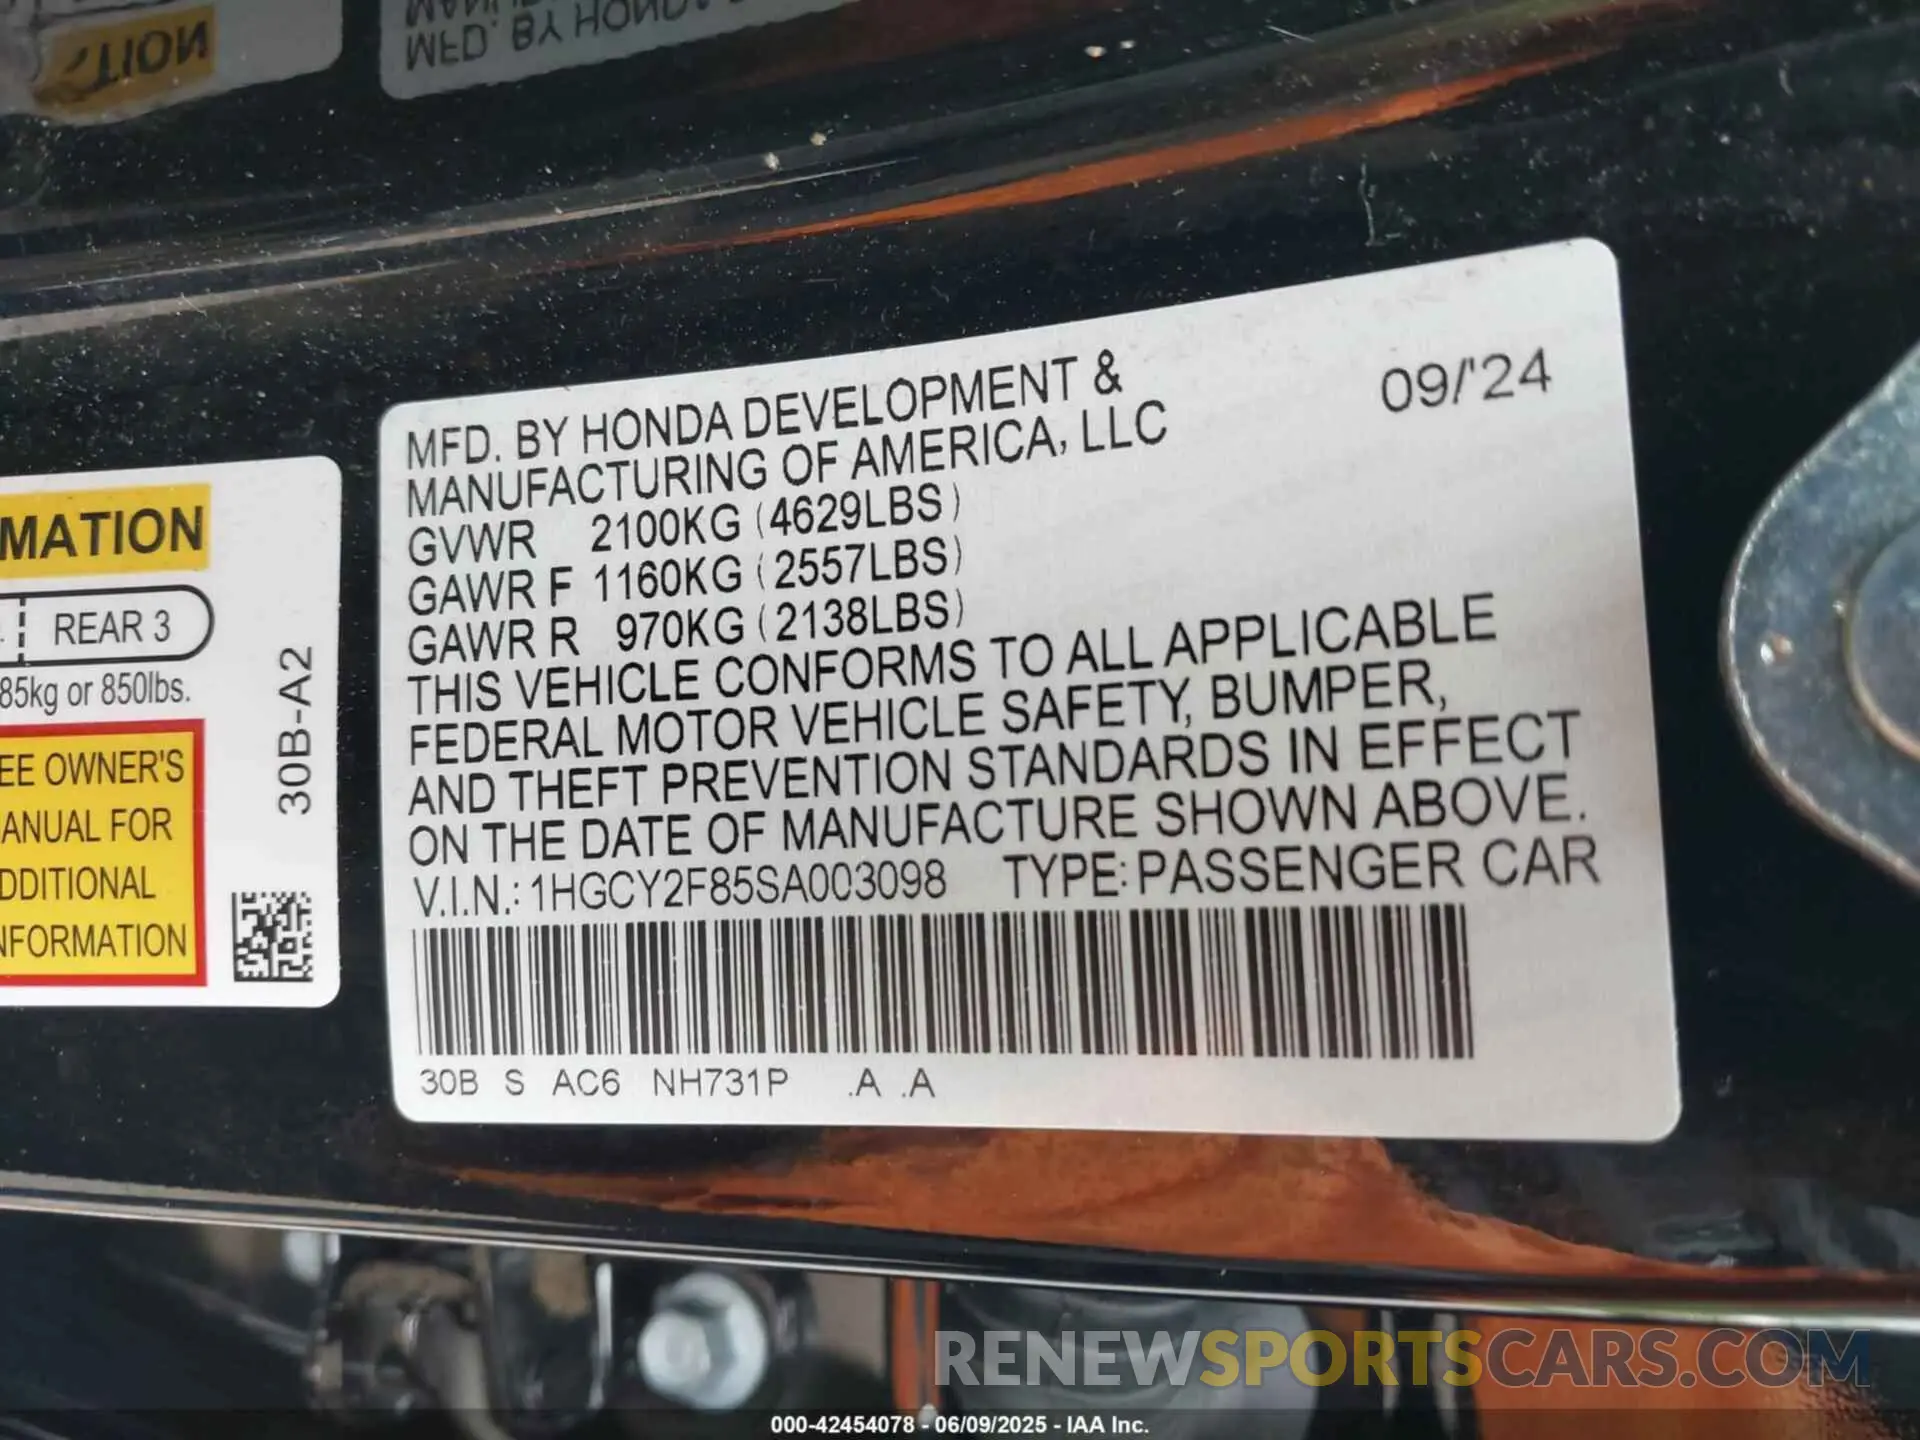 MFD. BY HONDA
MATION
REAR 3
85kg or 850lbs.
EE OWNER'S
ANUAL FOR
DDITIONAL
NFORMATION
30B-A2
09/'24
MFD. BY HONDA DEVELOPMENT &
MANUFACTURING OF AMERICA, LLC
GVWR 2100KG (4629LBS)
GAWR F 1160KG (2557LBS)
GAWR R 970KG (2138LBS)
THIS VEHICLE CONFORMS TO ALL APPLICABLE
FEDERAL MOTOR VEHICLE SAFETY, BUMPER,
AND THEFT PREVENTION STANDARDS IN EFFECT
ON THE DATE OF MANUFACTURE SHOWN ABOVE.
V.I.N.: 1HGCY2F85SA003098 TYPE: PASSENGER CAR
30B S AC6 NH731P .A .A
RENEWSPORTSCARS.COM
000-42454078 - 06/09/2025 - IAA Inc.